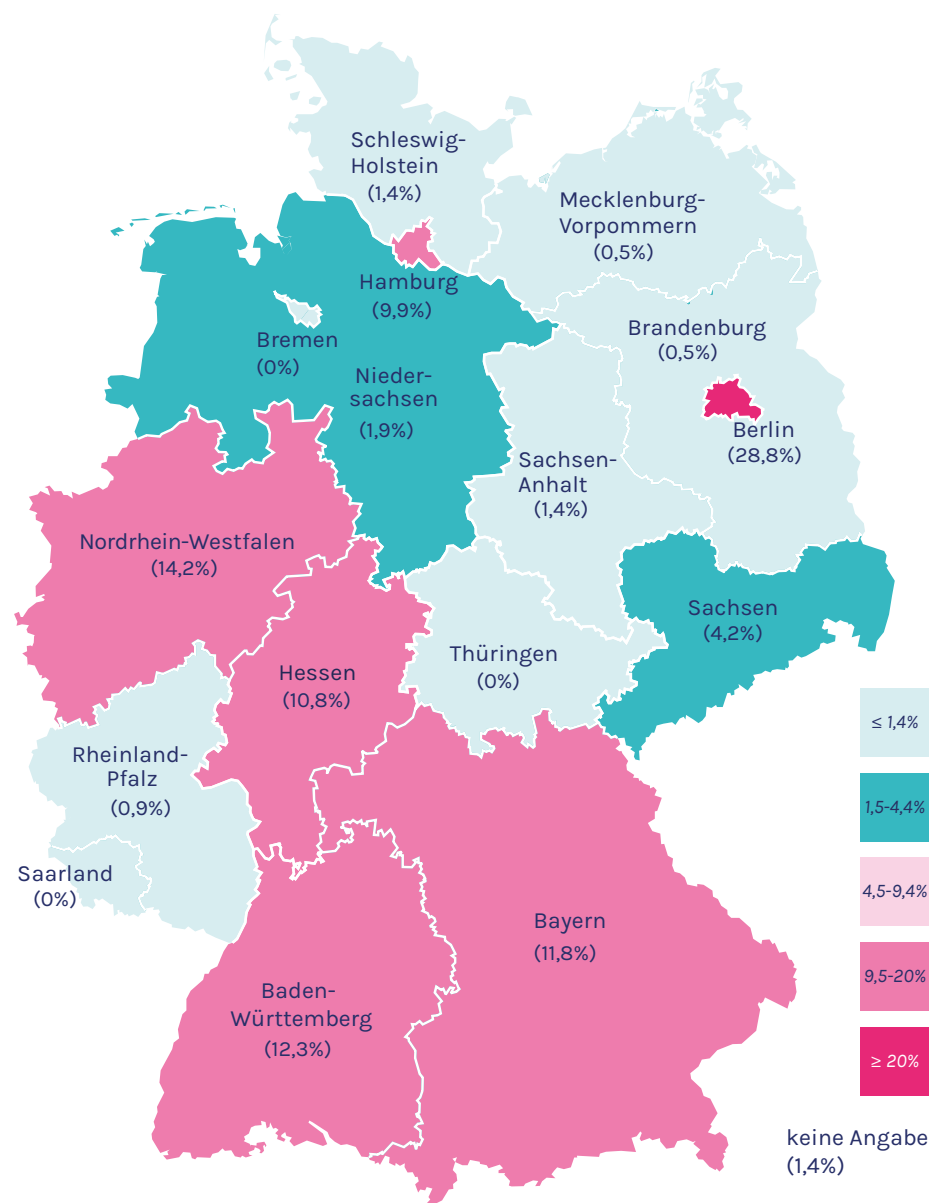 Schleswig-
Holstein
(1,4%)
Mecklenburg-
Vorpommern
(0,5%)
Hamburg
(9,9%)
Bremen
(0%)
Brandenburg
(0,5%)
Nieder-
sachsen
(1,9%)
Berlin
(28,8%)
Sachsen-
Anhalt
(1,4%)
Nordrhein-Westfalen
(14,2%)
Sachsen
(4,2%)
Thüringen
(0%)
Hessen
(10,8%)
Rheinland-
Pfalz
(0,9%)
Saarland
(0%)
Bayern
(11,8%)
Baden-
Württemberg
(12,3%)
≤ 1,4%
1,5-4,4%
4,5-9,4%
9,5-20%
≥ 20%
keine Angabe
(1,4%)